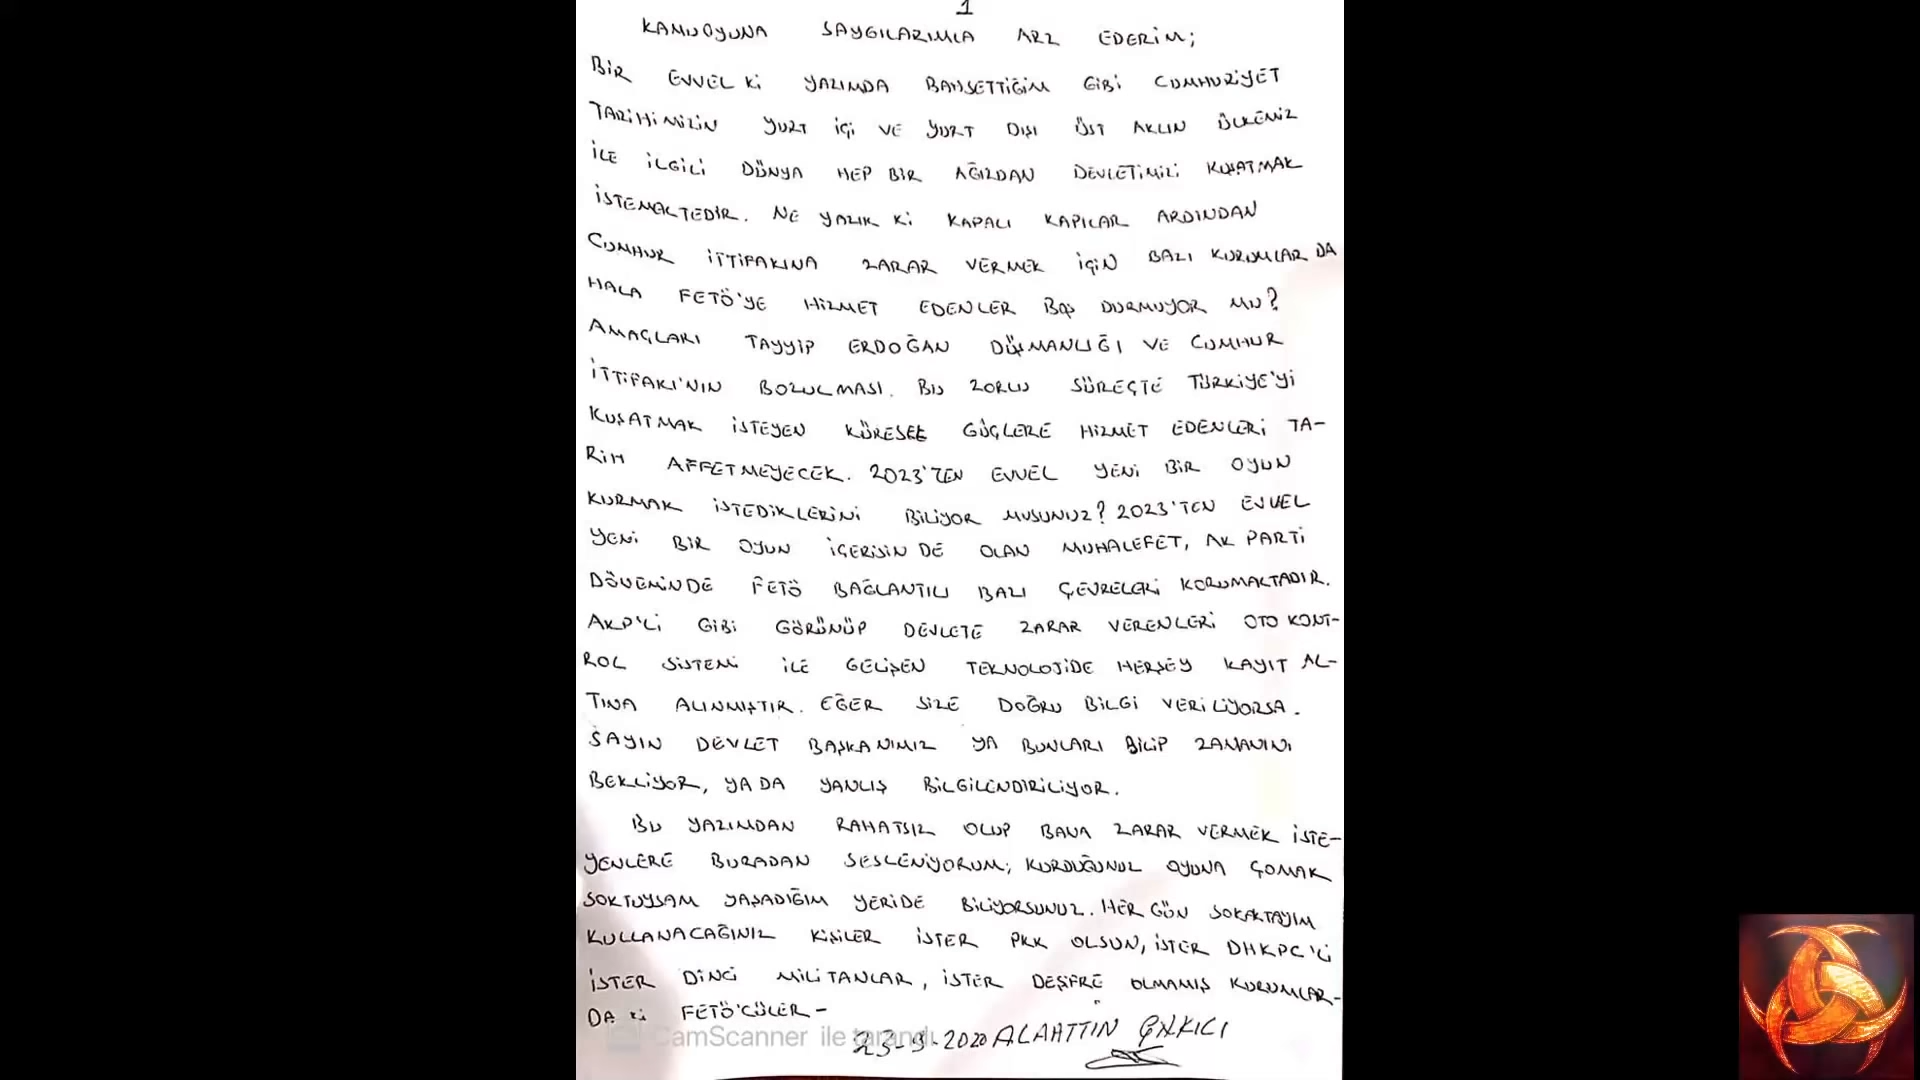 1
KAMUOYUNA SAYGILARIMLA ARZ EDERİM;
BİR EVVEL Kİ YAZIMDA BAHSETTİĞİM GİBİ CUMHURİYET
TARİHİMİZİN YURT İÇİ VE YURT DIŞI ÜST AKLIN ÜLKEMİZ
İLE İLGİLİ DÜNYA HEP BİR AĞIZDAN DEVLETİMİZİ KUŞATMAK
İSTEMEKTEDİR. NE YAZIK Kİ KAPALI KAPILAR ARDINDAN
CUMHUR İTTİFAKINA ZARAR VERMEK İÇİN BAZI KURUMLAR DA
HALA FETÖ'YE HİZMET EDENLER BOŞ DURMUYOR MU?
AMAÇLARI TAYYİP ERDOĞAN DÜŞMANLIĞI VE CUMHUR
İTTİFAKI'NIN BOZULMASI. BU ZORLU SÜREÇTE TÜRKİYE'Yİ
KUŞATMAK İSTEYEN KÜRESEL GÜÇLERE HİZMET EDENLERİ TA-
RİH AFFETMEYECEK. 2023'TEN EVVEL YENİ BİR OYUN
KURMAK İSTEDİKLERİNİ BİLİYOR MUSUNUZ? 2023'TEN EVVEL
YENİ BİR OYUN İÇERİSİN DE OLAN MUHALEFET, AK PARTİ
DÖNEMİNDE FETÖ BAĞLANTILI BAZI ÇEVRELERİ KORUMAKTADIR.
AKP'Lİ GİBİ GÖRÜNÜP DEVLETE ZARAR VERENLERİ OTO KONT-
ROL SİSTEMİ İLE GELİŞEN TEKNOLOJİDE HERŞEY KAYIT AL-
TINA ALINMIŞTIR. EĞER SİZE DOĞRU BİLGİ VERİLİYORSA.
SAYIN DEVLET BAŞKANIMIZ YA BUNLARI BİLİP ZAMANINI
BEKLİYOR, YA DA YANLIŞ BİLGİLENDİRİLİYOR.
BU YAZIMDAN RAHATSIZ OLUP BANA ZARAR VERMEK İSTE-
YENLERE BURADAN SESLENİYORUM; KURDUĞUNUZ OYUNA ÇOMAK
SOKTUYSAM YAŞADIĞIM YERİDE BİLİYORSUNUZ. HER GÜN SOKAKTAYIM
KULLANACAĞINIZ KİŞİLER İSTER PKK OLSUN, İSTER DHKPC'Lİ
İSTER DİNCİ MİLİTANLAR, İSTER DEŞİFRE OLMAMIŞ KURUMLAR-
DA Kİ FETÖ'CÜLER-
CamScanner ile tarandı
23-9-2020 ALAATTİN ÇAKICI